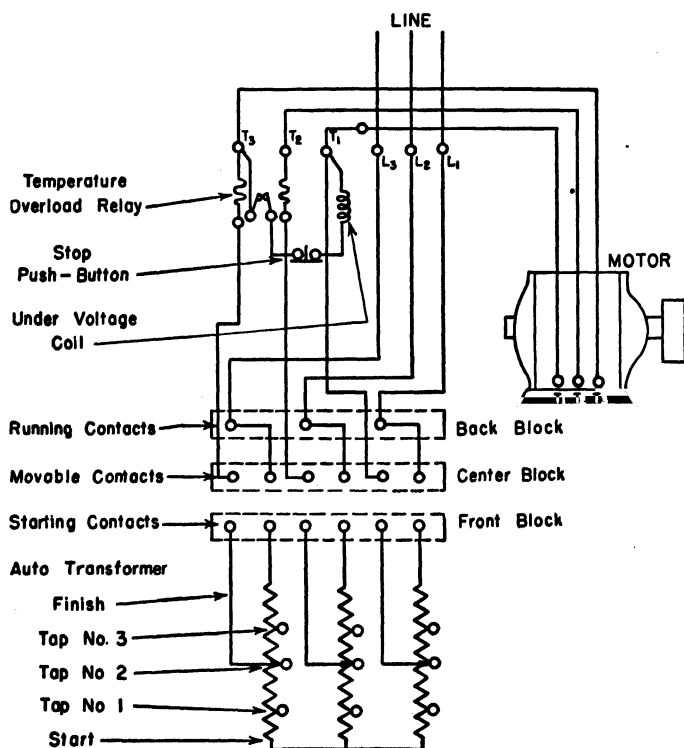 LINE
T3 T2 T1 L3 L2 L1
Temperature
Overload Relay
Stop
Push-Button
MOTOR
Under Voltage
Coil
Running Contacts
Back Block
Movable Contacts
Center Block
Starting Contacts
Front Block
Auto Transformer
Finish
Tap No. 3
Tap No 2
Tap No 1
Start